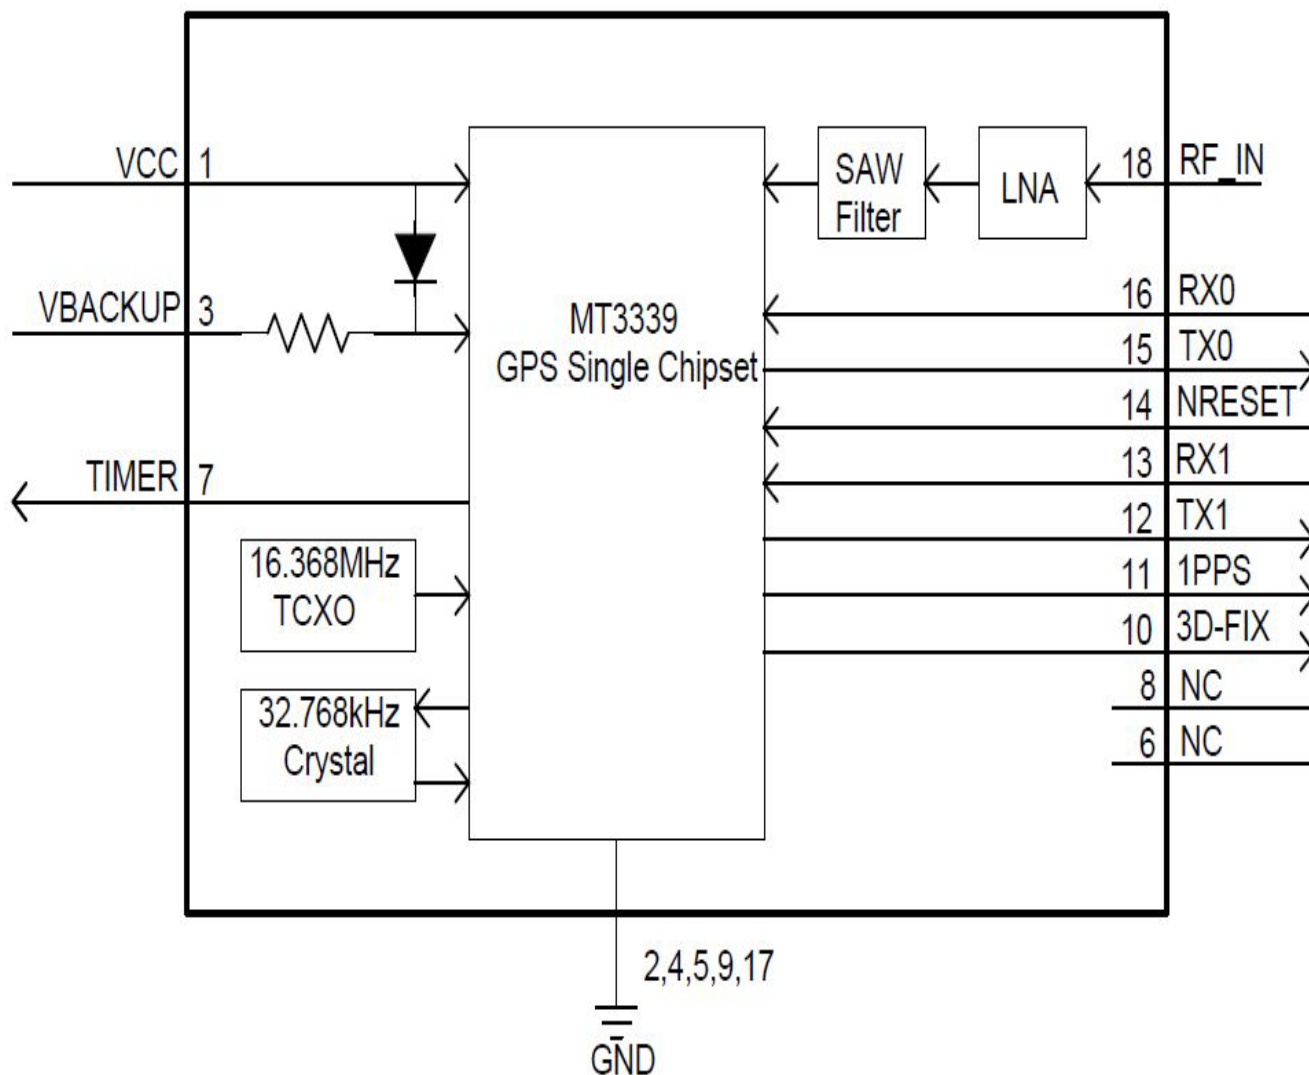 VCC 1
VBACKUP 3
TIMER 7
16.368MHz
TCXO
32.768kHz
Crystal
MT3339
GPS Single Chipset
SAW
Filter
LNA
18 RF_IN
16 RX0
15 TX0
14 NRESET
13 RX1
12 TX1
11 1PPS
10 3D-FIX
8 NC
6 NC
2,4,5,9,17
GND